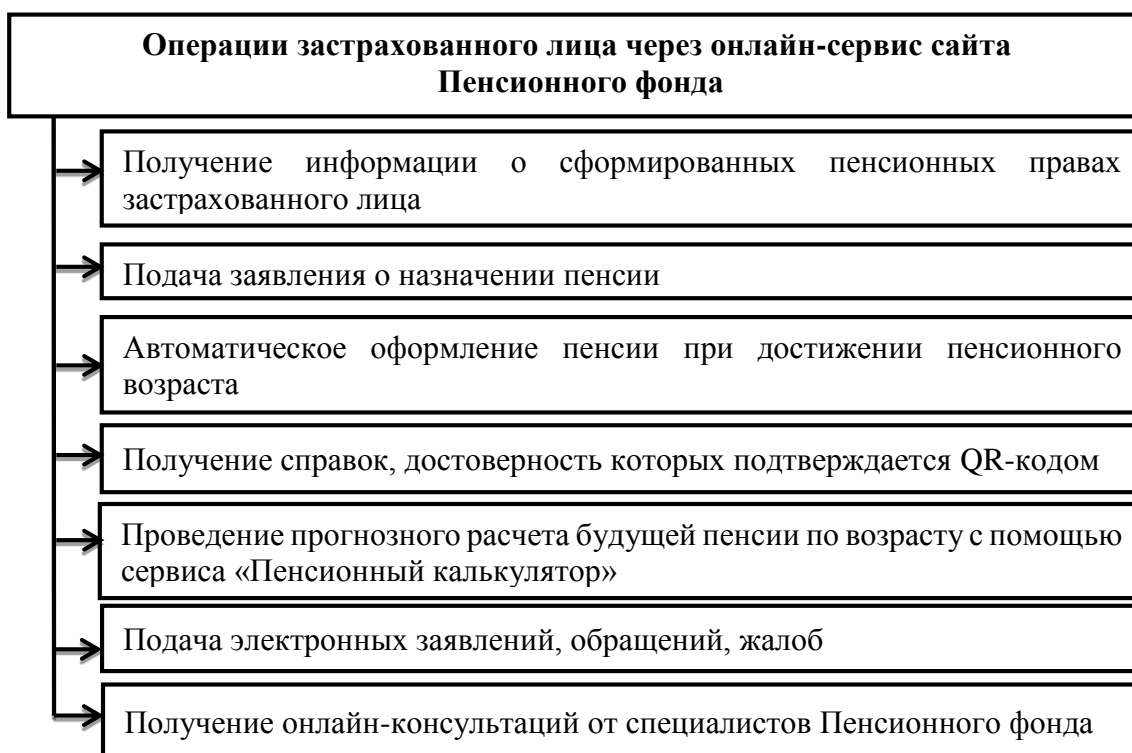 Операции застрахованного лица через онлайн-сервис сайта
Пенсионного фонда
Получение информации о сформированных пенсионных правах
застрахованного лица
Подача заявления о назначении пенсии
Автоматическое оформление пенсии при достижении пенсионного
возраста
Получение справок, достоверность которых подтверждается QR-кодом
Проведение прогнозного расчета будущей пенсии по возрасту с помощью
сервиса «Пенсионный калькулятор»
Подача электронных заявлений, обращений, жалоб
Получение онлайн-консультаций от специалистов Пенсионного фонда